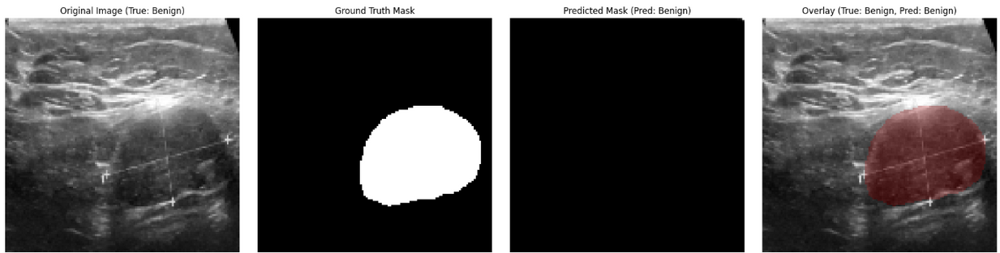 Original Image (True: Benign)
Ground Truth Mask
Predicted Mask (Pred: Benign)
Overlay (True: Benign, Pred: Benign)